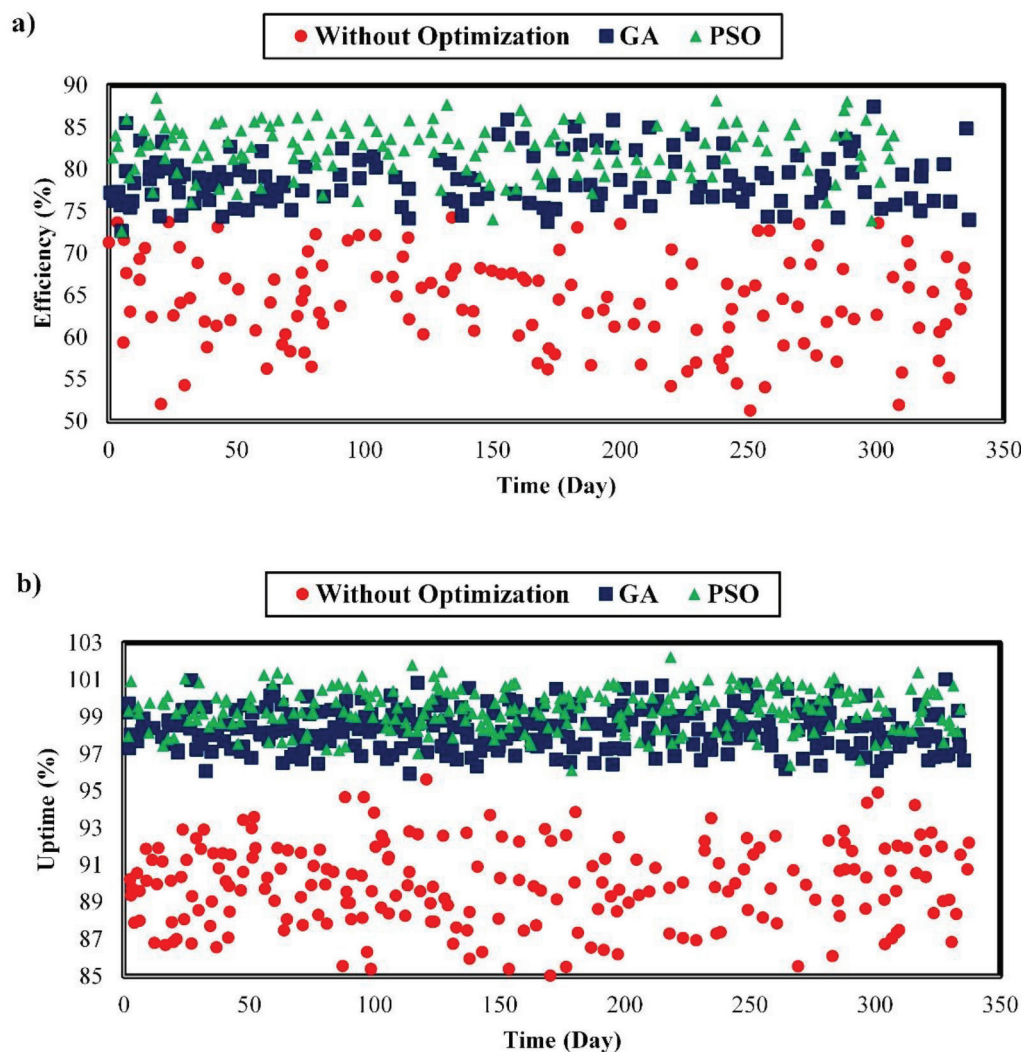 a)
Without Optimization GA PSO
Efficiency (%)
90
85
80
75
70
65
60
55
50
0 50 100 150 200 250 300 350
Time (Day)
b)
Without Optimization GA PSO
Uptime (%)
103
101
99
97
95
93
91
89
87
85
0 50 100 150 200 250 300 350
Time (Day)